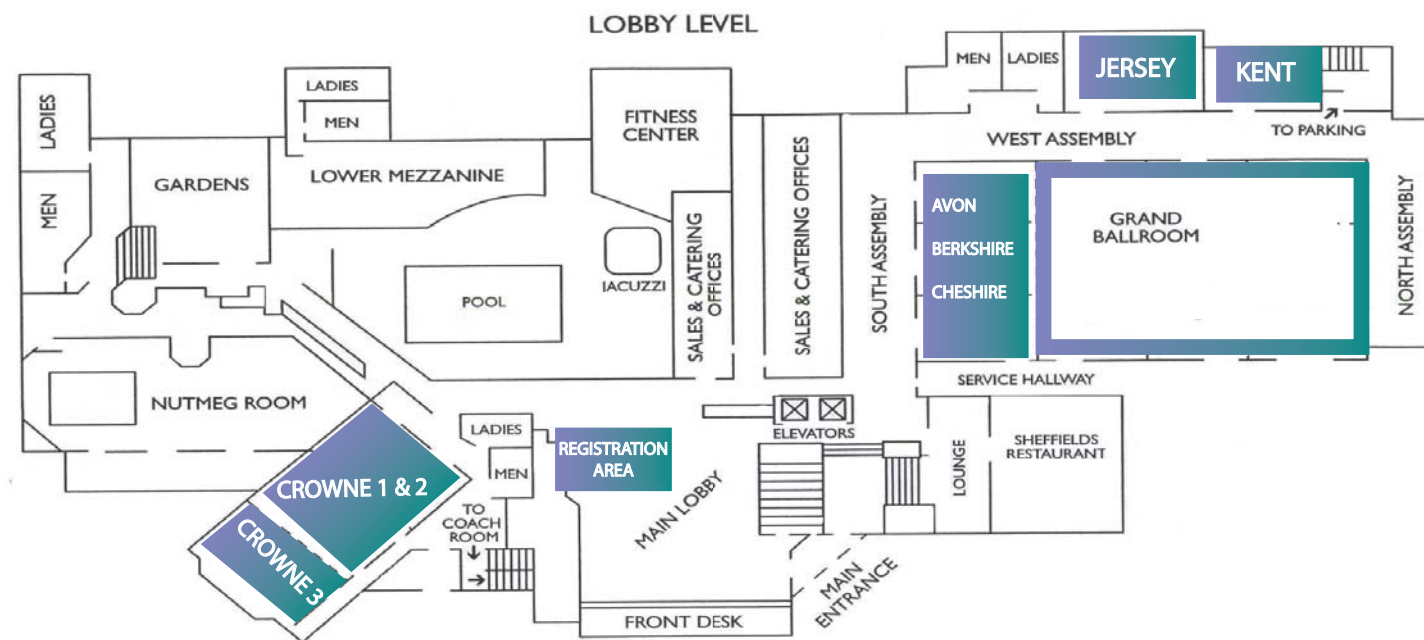 LOBBY LEVEL
LADIES
MEN
LADIES
MEN
GARDENS
LOWER MEZZANINE
FITNESS
CENTER
SALES & CATERING
OFFICES
SALES & CATERING OFFICES
POOL
JACUZZI
NUTMEG ROOM
CROWNE 1 & 2
CROWNE 3
LADIES
MEN
TO
COACH
ROOM
REGISTRATION
AREA
MAIN LOBBY
FRONT DESK
MAIN
ENTRANCE
ELEVATORS
LOUNGE
SHEFFIELDS
RESTAURANT
SERVICE HALLWAY
SOUTH ASSEMBLY
AVON
BERKSHIRE
CHESHIRE
GRAND
BALLROOM
NORTH ASSEMBLY
WEST ASSEMBLY
MEN
LADIES
JERSEY
KENT
TO PARKING